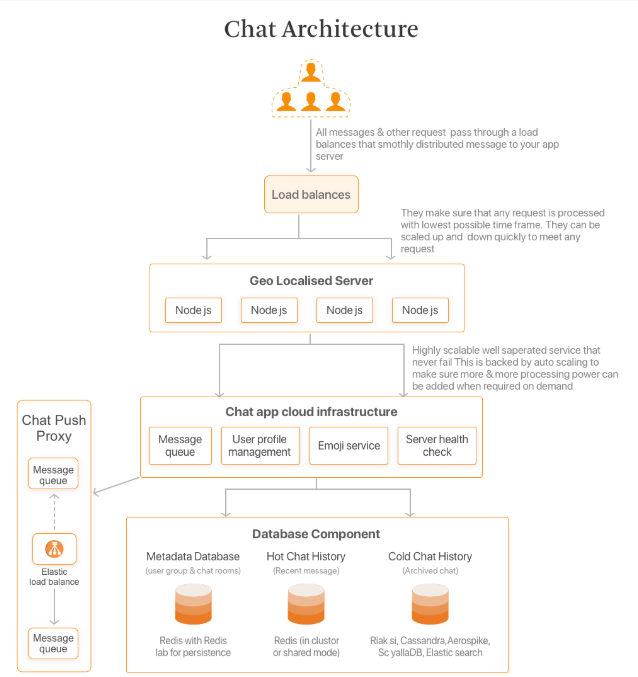 Chat Architecture
All messages & other request pass through a load
balances that smothly distributed message to your app
server
Load balances
They make sure that any request is processed
with lowest possible time frame. They can be
scaled up and down quickly to meet any
request
Geo Localised Server
Node js
Node js
Node js
Node js
Highly scalable well saperated service that
never fail This is backed by auto scaling to
make sure more & more processing power can
be added when required on demand
Chat app cloud infrastructure
Message
queue
User profile
management
Emoji service
Server health
check
Chat Push
Proxy
Message
queue
Elastic
load balance
Message
queue
Database Component
Metadata Database
(user group & chat rooms)
Redis with Redis
lab for persistence
Hot Chat History
(Recent message)
Redis (in clustor
or shared mode)
Cold Chat History
(Archived chat)
Riak si, Cassandra,Aerospike,
Sc yallaDB, Elastic search